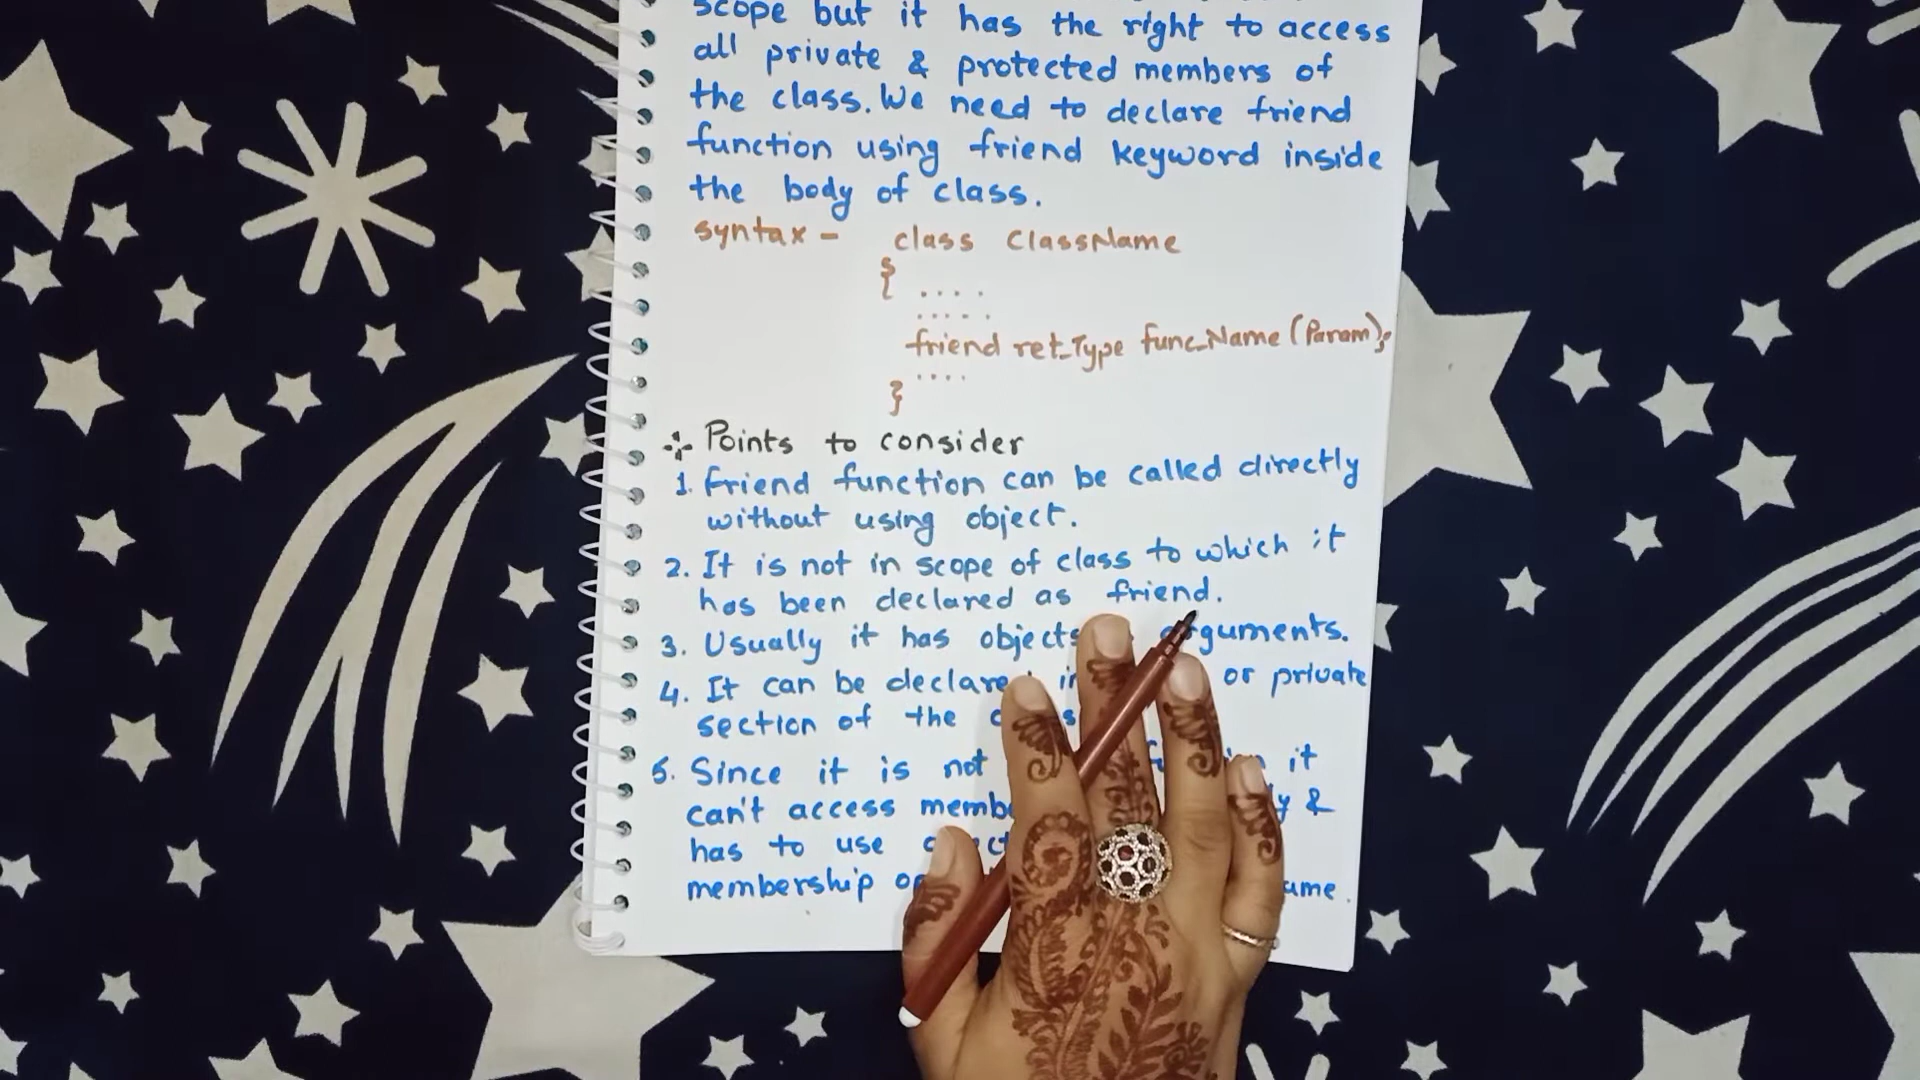 scope but it has the right to access
all private & protected members of
the class. We need to declare friend
function using friend keyword inside
the body of class.
syntax - class ClassName
{ ....
.....
friend ret_Type func_Name (Param);
....
}
Points to consider
1. Friend function can be called directly
without using object.
2. It is not in scope of class to which it
has been declared as friend.
3. Usually it has objects arguments.
4. It can be declared or private
section of the
5. Since it is not it
can't access &
has to use
membership